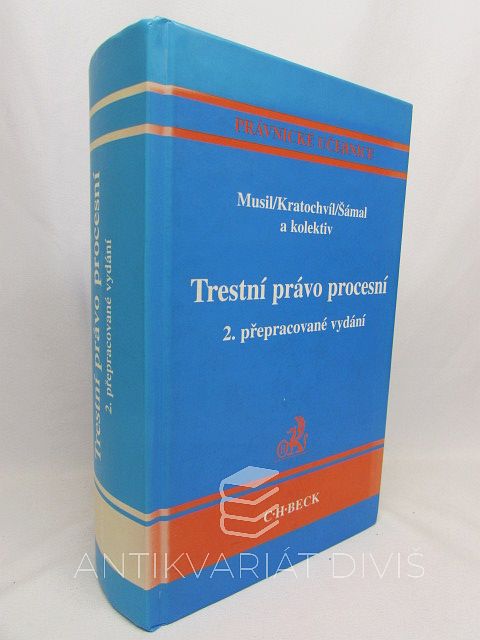 PRÁVNICKÉ UČEBNICE
Musil/Kratochvíl/Šámal
a kolektiv
Trestní právo procesní
2. přepracované vydání
C·H·BECK
Trestní právo procesní
2. přepracované vydání
ANTIKVARIÁT DIVIŠ